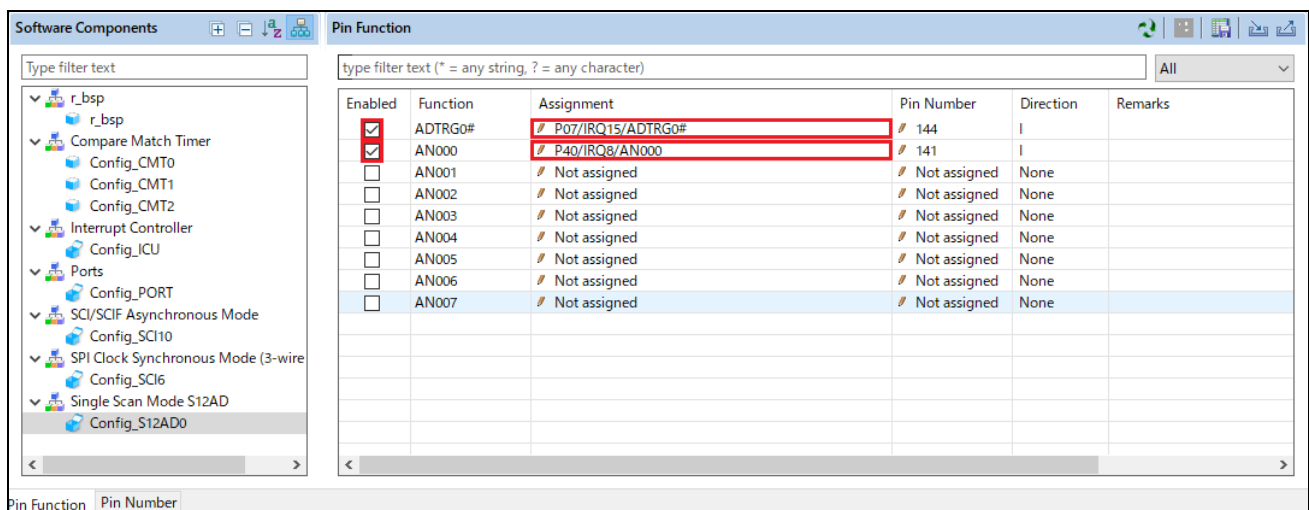 Software Components
Type filter text
r_bsp
r_bsp
Compare Match Timer
Config_CMT0
Config_CMT1
Config_CMT2
Interrupt Controller
Config_ICU
Ports
Config_PORT
SCI/SCIF Asynchronous Mode
Config_SCI10
SPI Clock Synchronous Mode (3-wire
Config_SCI6
Single Scan Mode S12AD
Config_S12AD0
Pin Function
type filter text (* = any string, ? = any character) All
Enabled Function Assignment Pin Number Direction Remarks
ADTRG0# P07/IRQ15/ADTRG0# 144 I
AN000 P40/IRQ8/AN000 141 I
AN001 Not assigned Not assigned None
AN002 Not assigned Not assigned None
AN003 Not assigned Not assigned None
AN004 Not assigned Not assigned None
AN005 Not assigned Not assigned None
AN006 Not assigned Not assigned None
AN007 Not assigned Not assigned None
Pin Function Pin Number